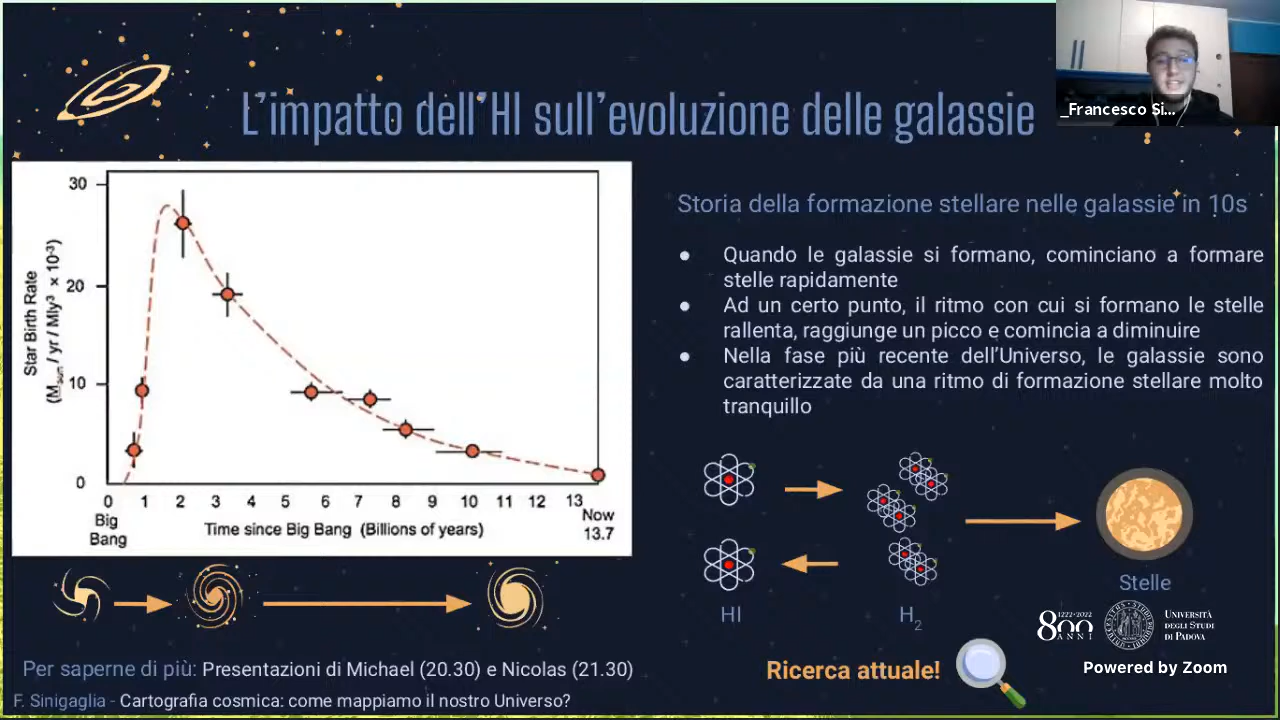 _Francesco Si...
L'impatto dell'HI sull'evoluzione delle galassie
30
20
10
0
Star Birth Rate
(Msun / yr / Mly³ × 10⁻³)
0 1 2 3 4 5 6 7 8 9 10 11 12 13
Big
Bang
Time since Big Bang (Billions of years)
Now
13.7
Storia della formazione stellare nelle galassie in 10s
● Quando le galassie si formano, cominciano a formare
stelle rapidamente
● Ad un certo punto, il ritmo con cui si formano le stelle
rallenta, raggiunge un picco e comincia a diminuire
● Nella fase più recente dell'Universo, le galassie sono
caratterizzate da una ritmo di formazione stellare molto
tranquillo
Stelle
HI
H₂
1222•2022
800
ANNI
UNIVERSITÀ
DEGLI STUDI
DI PADOVA
Per saperne di più: Presentazioni di Michael (20.30) e Nicolas (21.30)
Ricerca attuale!
Powered by Zoom
F. Sinigaglia - Cartografia cosmica: come mappiamo il nostro Universo?